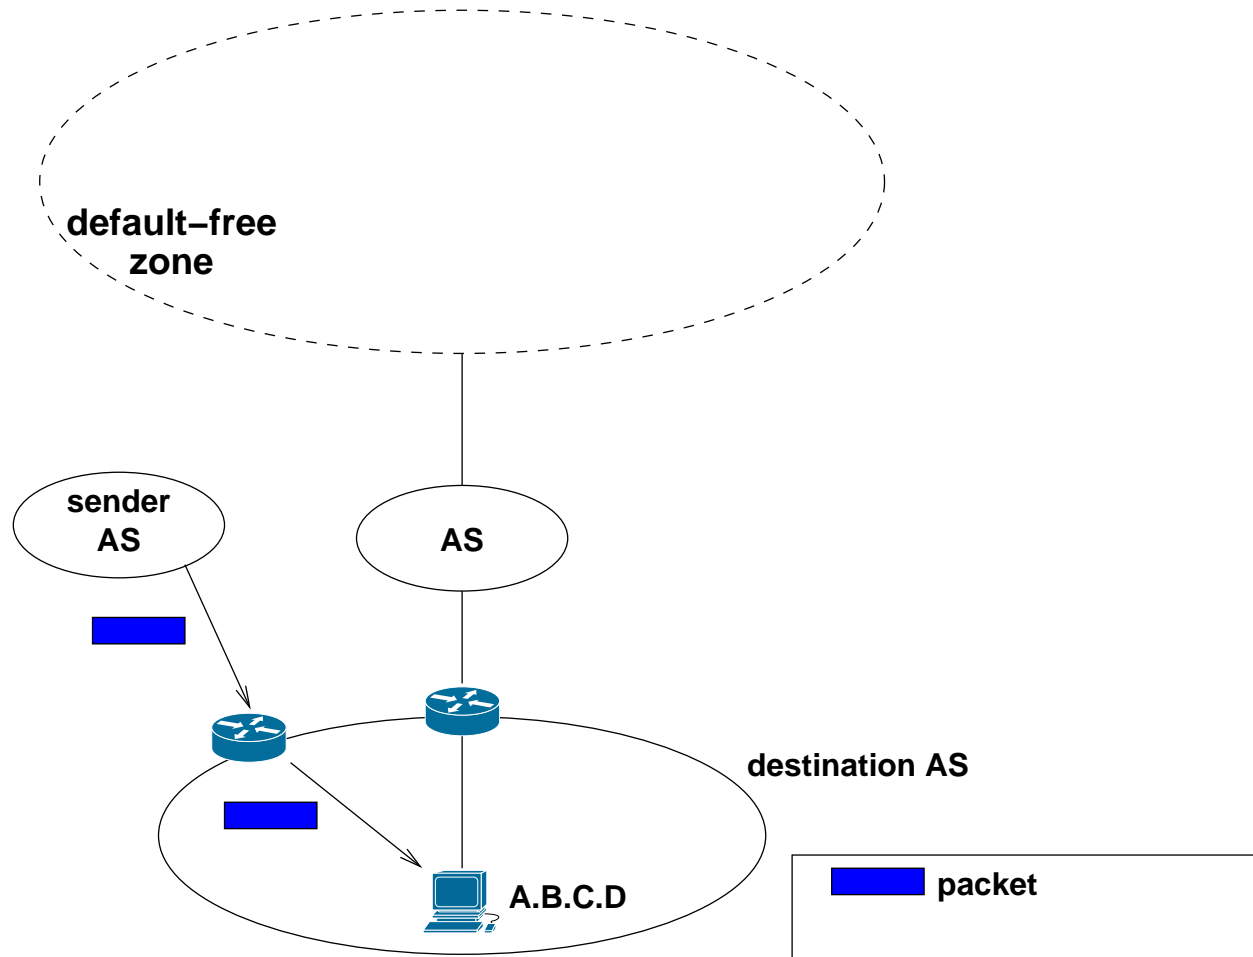 default–free
zone
sender
AS
AS
destination AS
A.B.C.D
packet